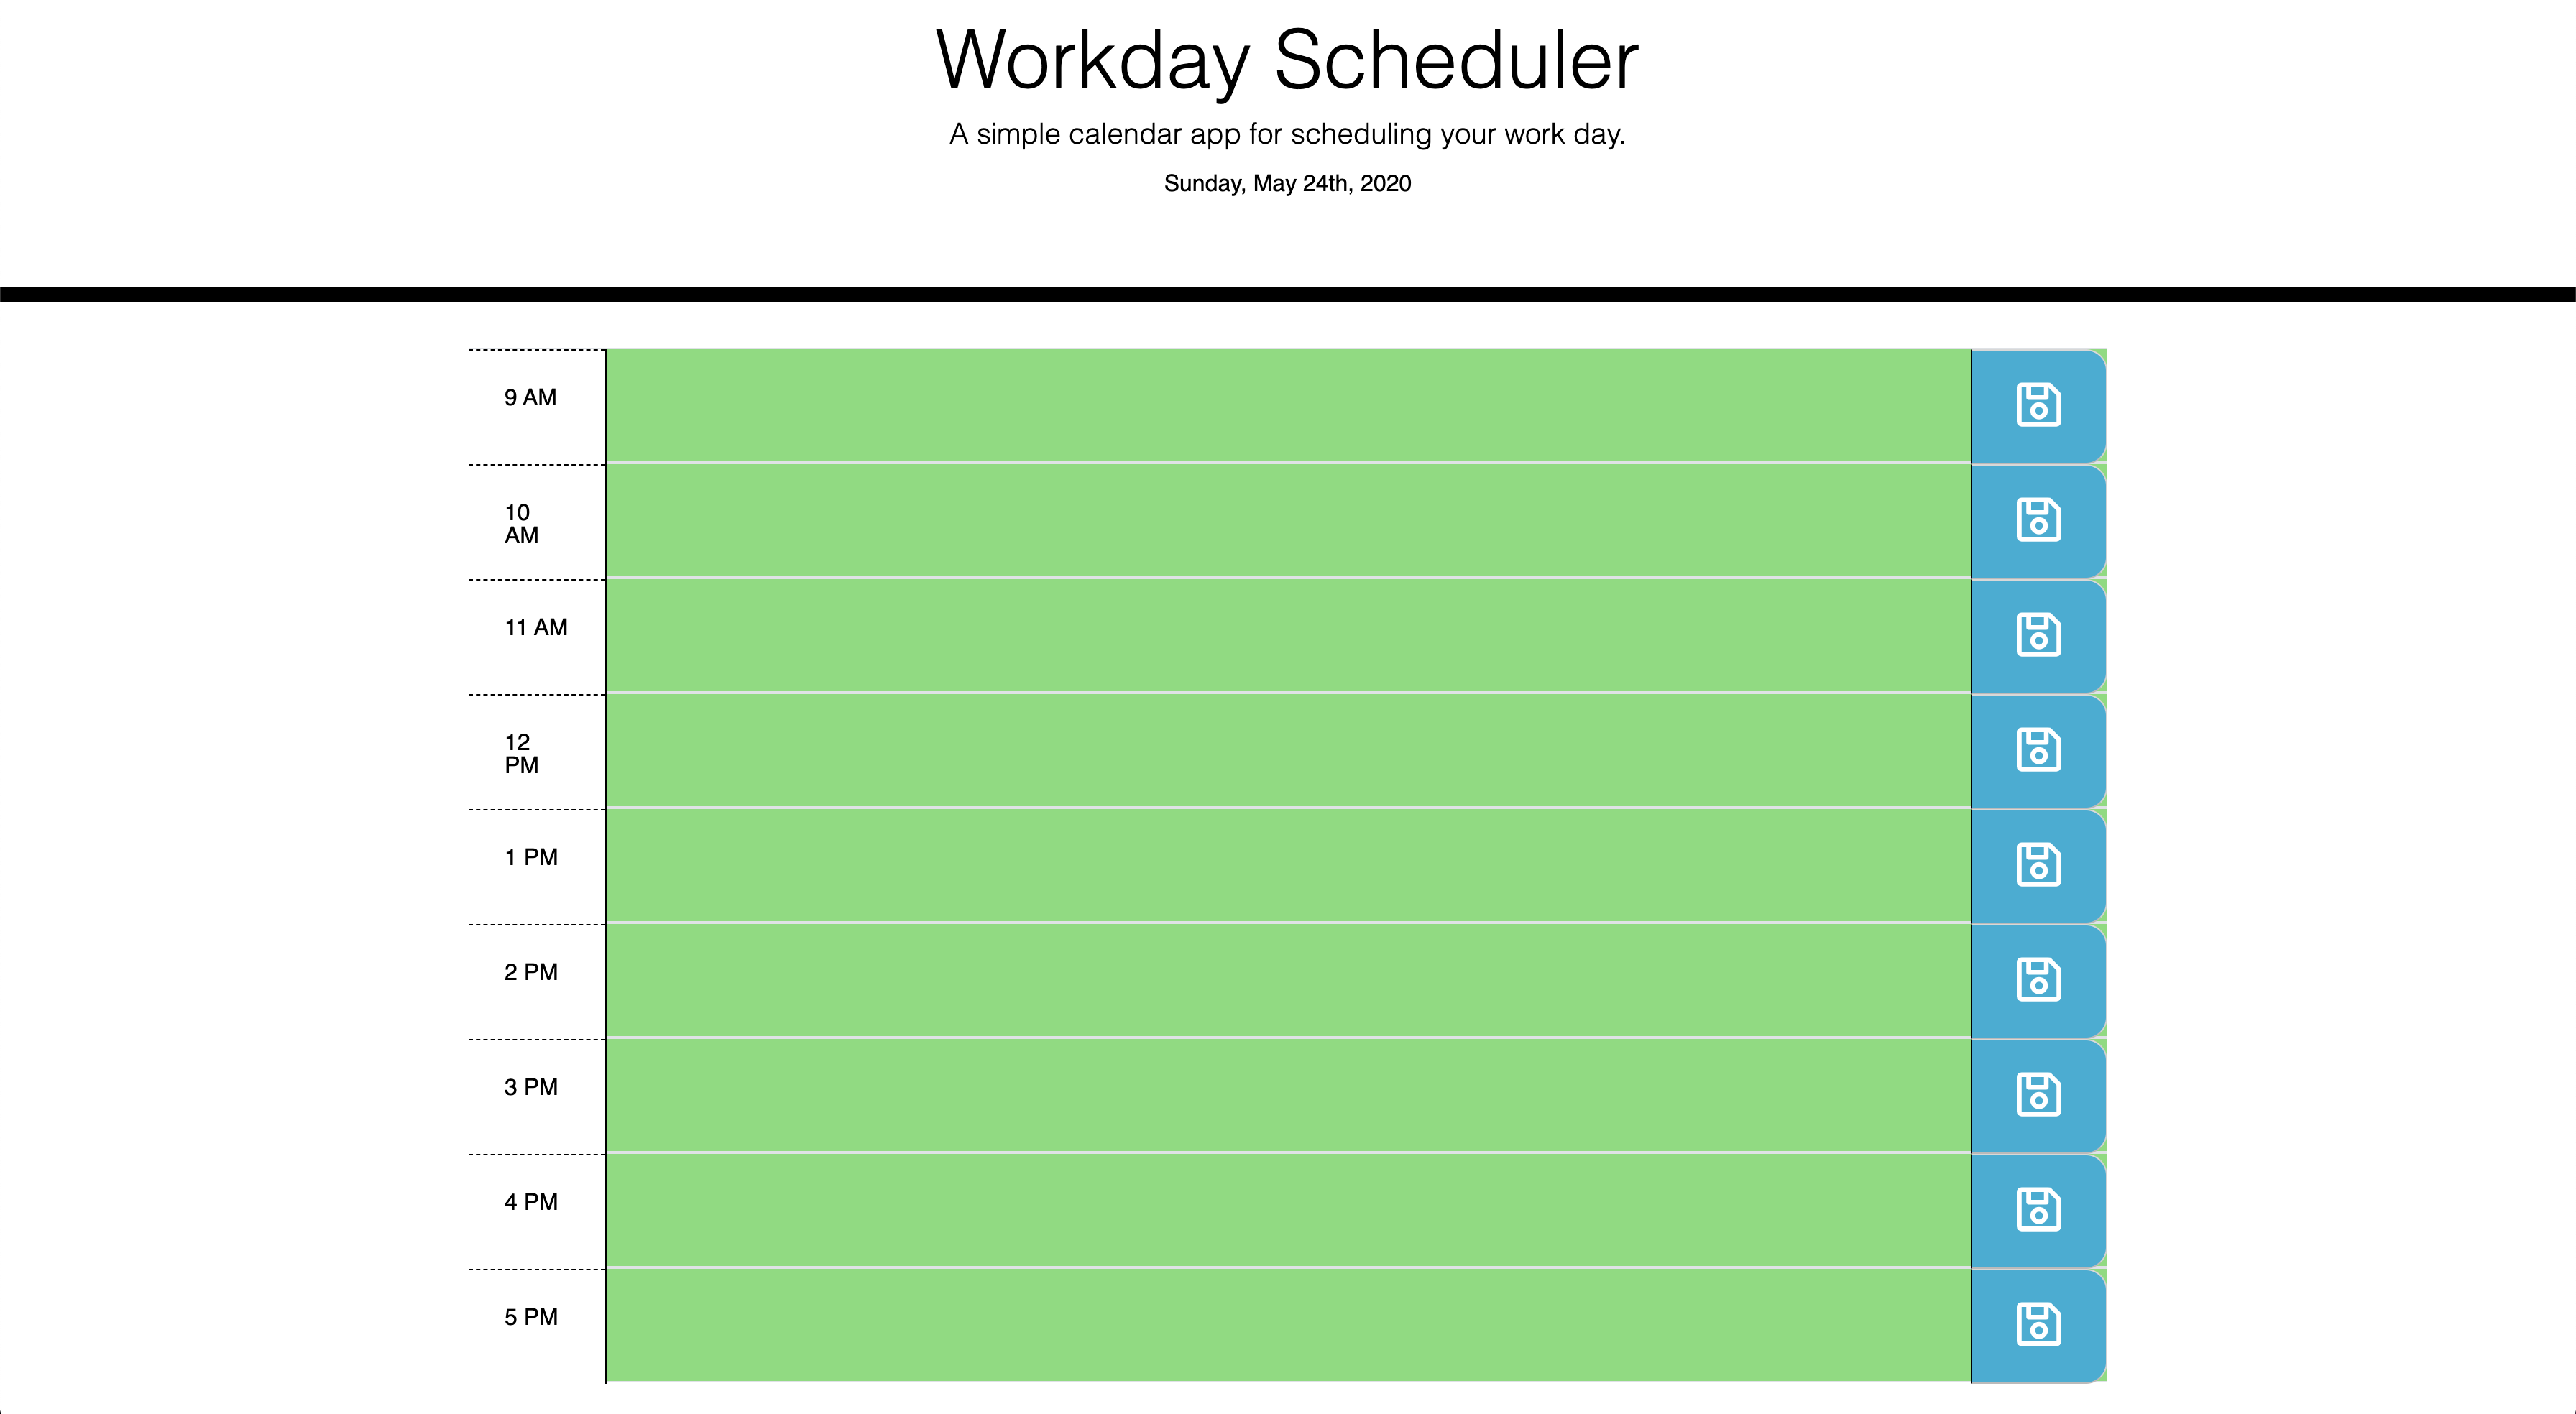 Workday Scheduler
A simple calendar app for scheduling your work day.
Sunday, May 24th, 2020
9 AM
10
AM
11 AM
12
PM
1 PM
2 PM
3 PM
4 PM
5 PM